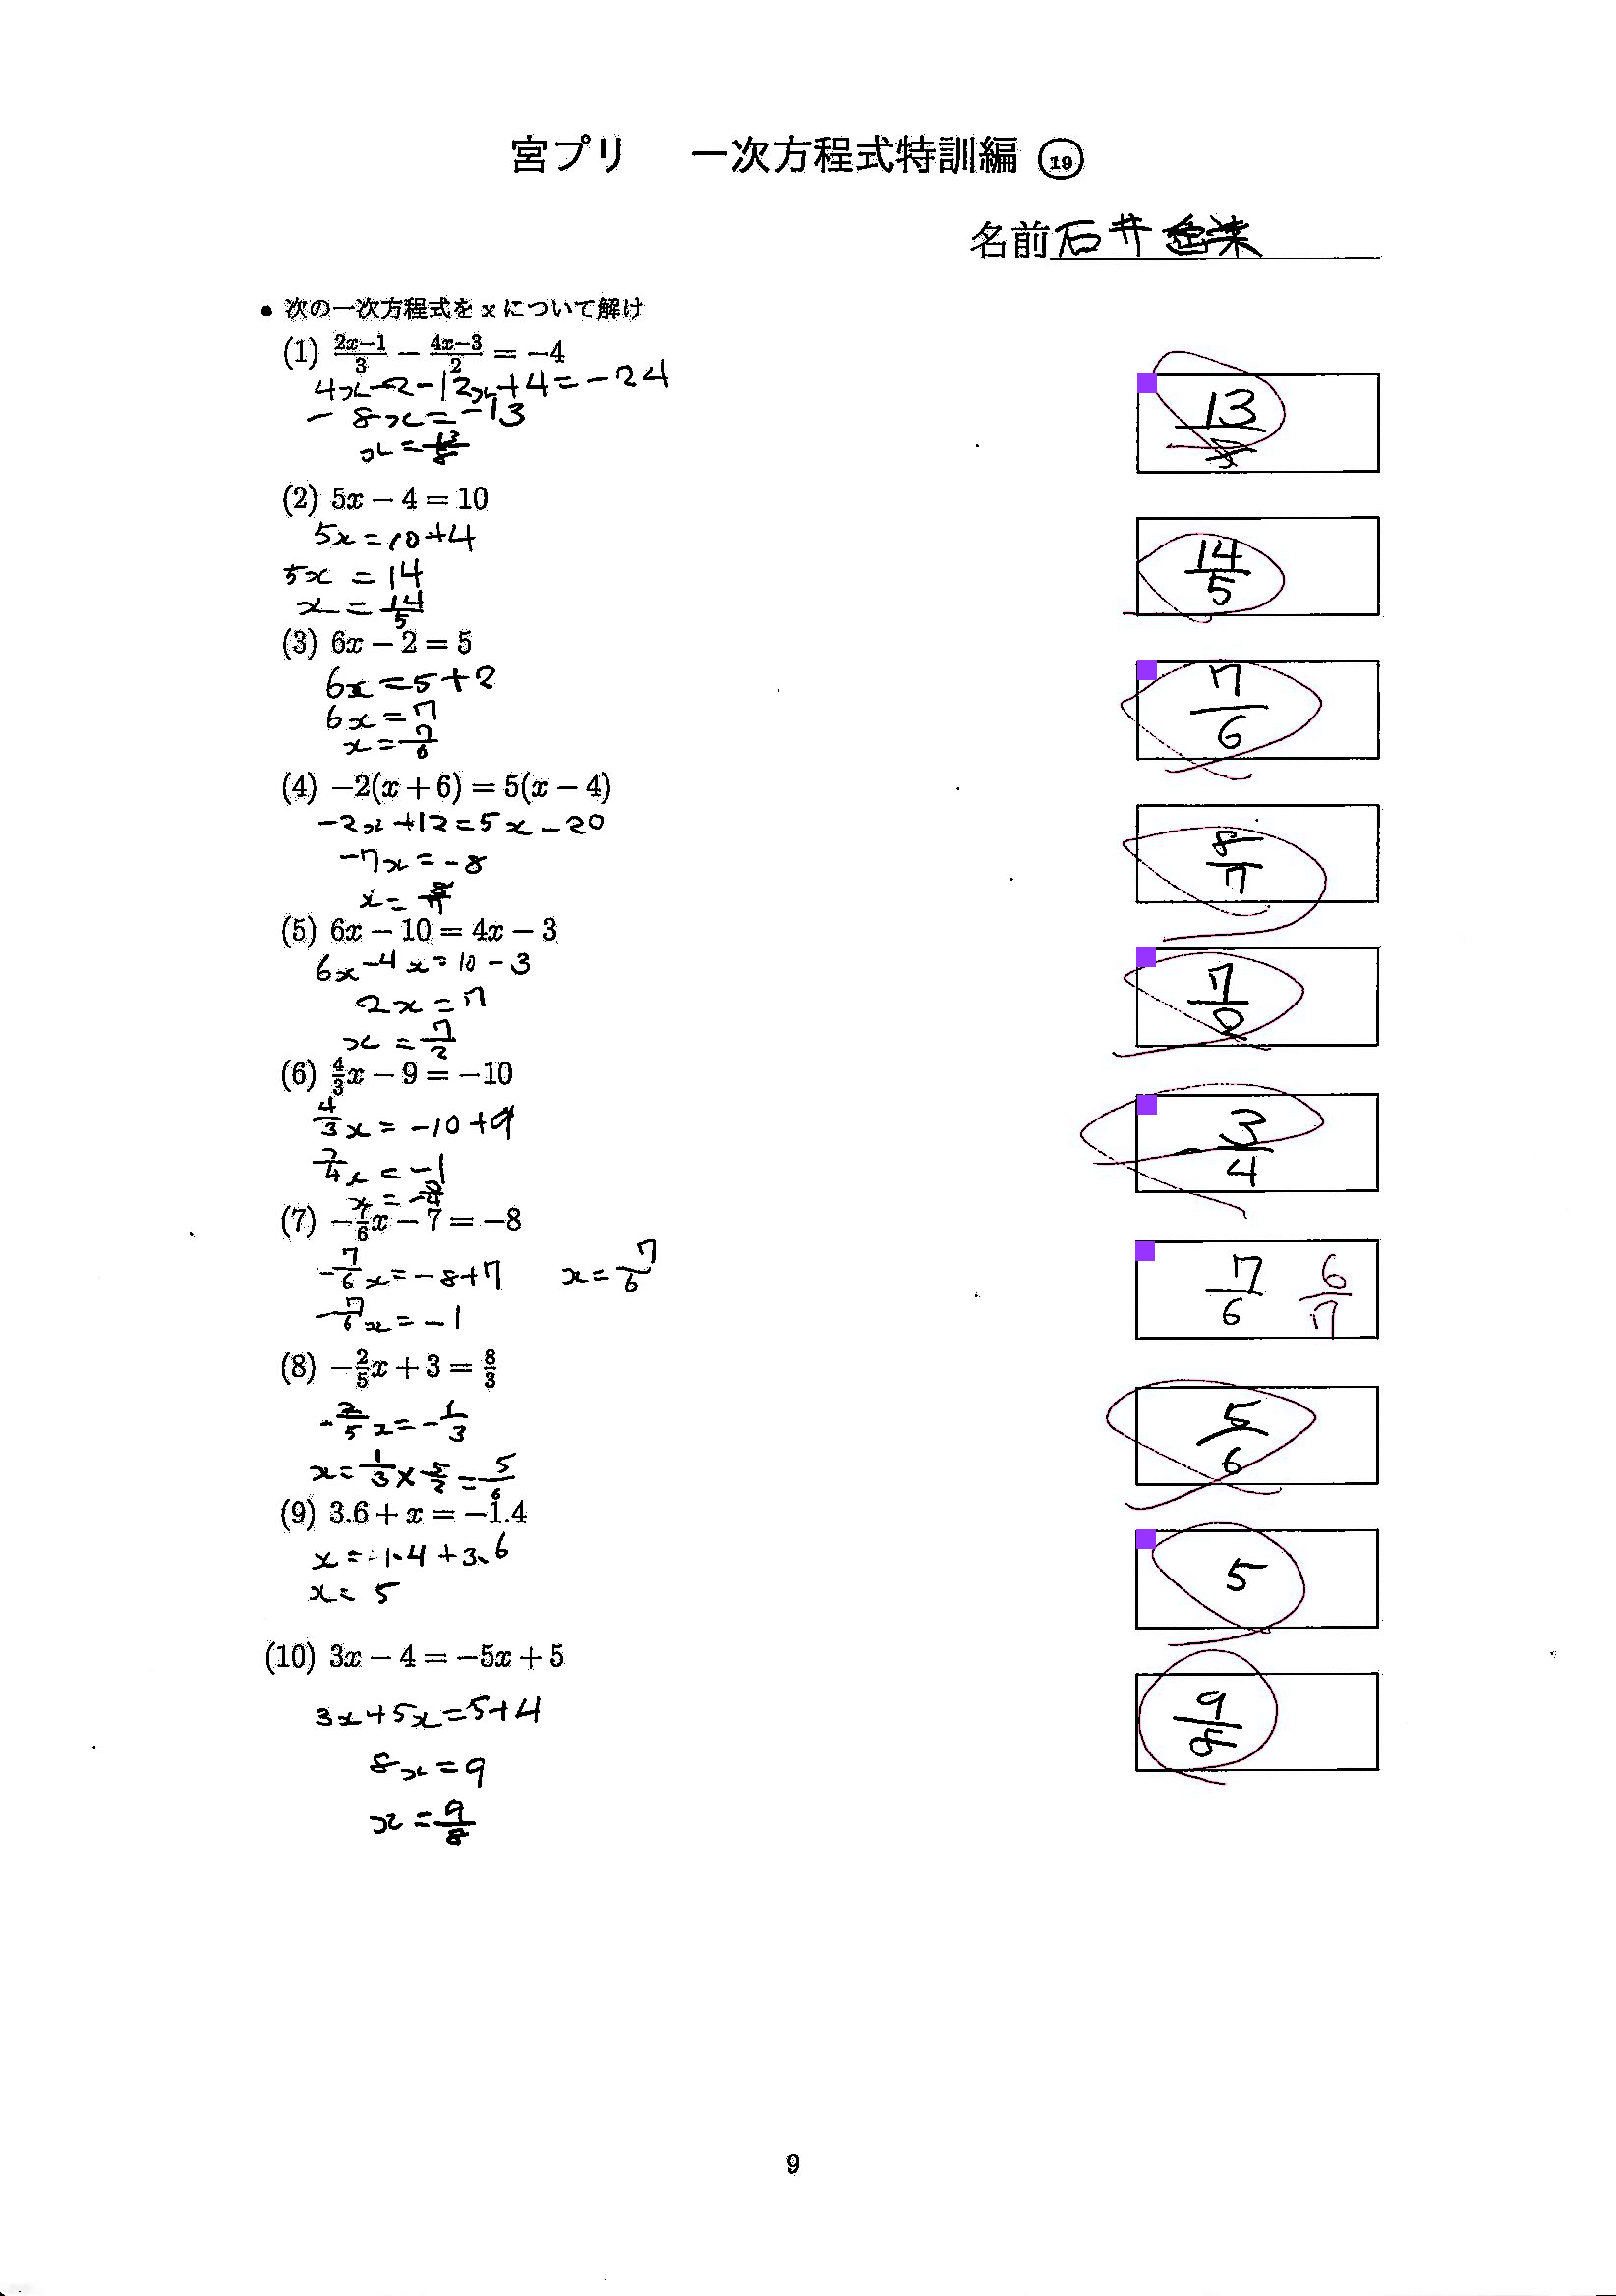 宮プリ 一次方程式特訓編 ⑲
名前 石井
• 次の一次方程式を x について解け
(1) \frac{2x-1}{3} - \frac{4x-3}{2} = -4
4x-2-12x+4=-24
-8x=-13
x=\frac{13}{8}
\frac{13}{8}
(2) 5x - 4 = 10
5x=10+4
5x=14
x=\frac{14}{5}
\frac{14}{5}
(3) 6x - 2 = 5
6x=5+2
6x=7
x=\frac{7}{6}
\frac{7}{6}
(4) -2(x + 6) = 5(x - 4)
-2x+12=5x-20
-7x=-8
x=\frac{8}{7}
\frac{8}{7}
(5) 6x - 10 = 4x - 3
6x-4x=10-3
2x=7
x=\frac{7}{2}
\frac{7}{2}
(6) \frac{4}{3}x - 9 = -10
\frac{4}{3}x=-10+9
x=-1
x=-\frac{3}{4}
-\frac{3}{4}
(7) -\frac{7}{6}x - 7 = -8
-\frac{7}{6}x=-8+7 x=\frac{7}{6}
-\frac{7}{6}x=-1
\frac{7}{6} \frac{6}{7}
(8) -\frac{2}{5}x + 3 = \frac{8}{3}
-\frac{2}{5}x=-\frac{1}{3}
x=\frac{1}{3}×\frac{5}{2}=\frac{5}{6}
\frac{5}{6}
(9) 3.6 + x = -1.4
x=-1.4+3.6
x=5
5
(10) 3x - 4 = -5x + 5
3x+5x=5+4
8x=9
x=\frac{9}{8}
\frac{9}{8}
9